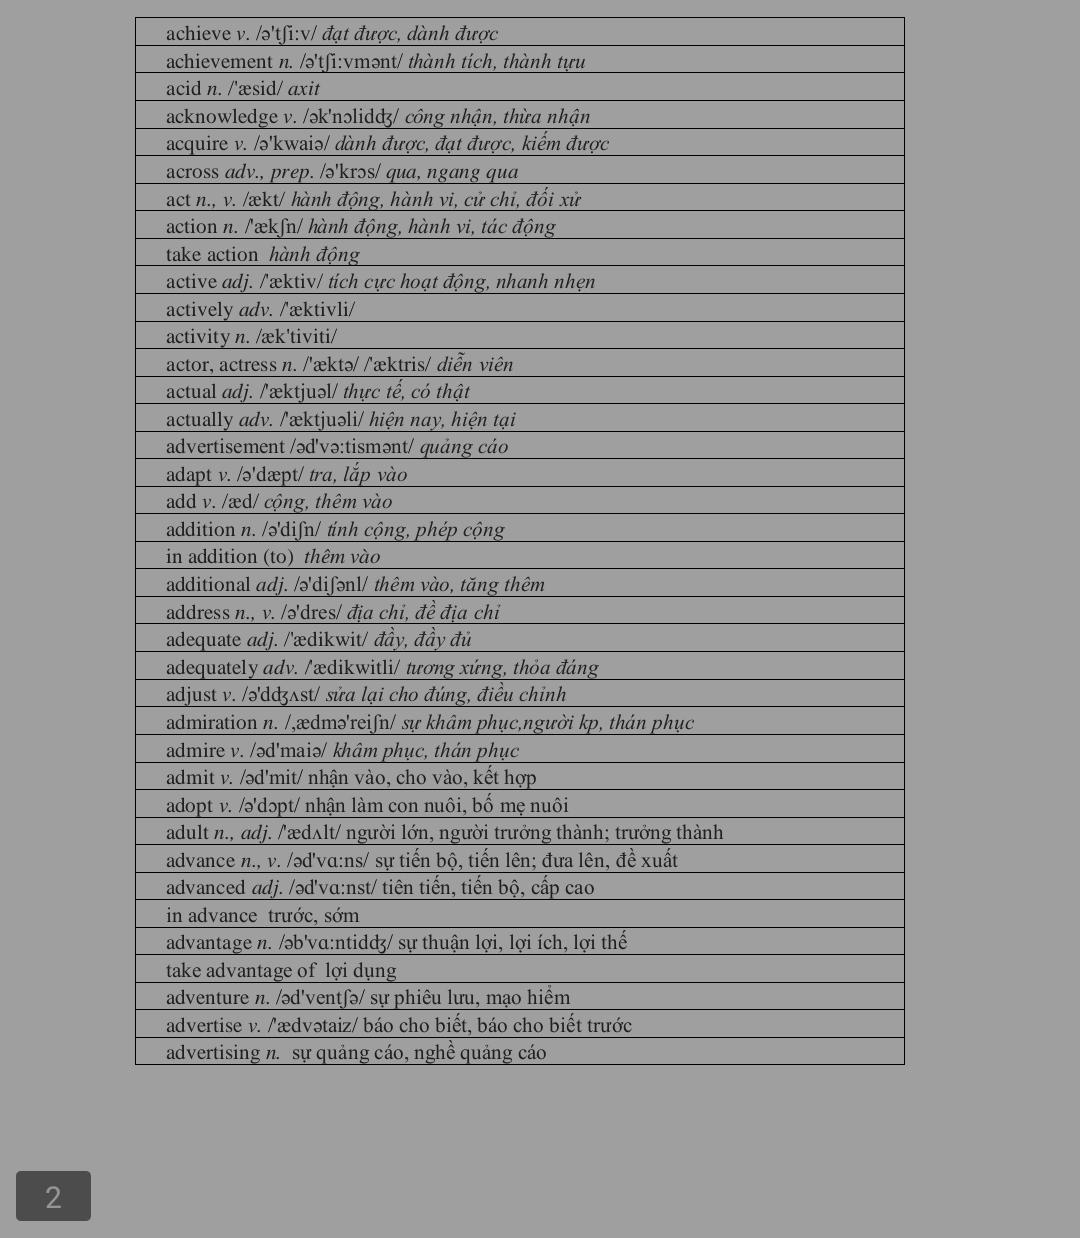 achieve v. /ə'tʃi:v/ đạt được, dành được
achievement n. /ə'tʃi:vmənt/ thành tích, thành tựu
acid n. /'æsid/ axit
acknowledge v. /ək'nɔlidʤ/ công nhận, thừa nhận
acquire v. /ə'kwaiə/ dành được, đạt được, kiếm được
across adv., prep. /ə'krɔs/ qua, ngang qua
act n., v. /ækt/ hành động, hành vi, cử chỉ, đối xử
action n. /'ækʃn/ hành động, hành vi, tác động
take action hành động
active adj. /'æktiv/ tích cực hoạt động, nhanh nhẹn
actively adv. /'æktivli/
activity n. /æk'tiviti/
actor, actress n. /'æktə/ /'æktris/ diễn viên
actual adj. /'æktjuəl/ thực tế, có thật
actually adv. /'æktjuəli/ hiện nay, hiện tại
advertisement /əd'və:tismənt/ quảng cáo
adapt v. /ə'dæpt/ tra, lắp vào
add v. /æd/ cộng, thêm vào
addition n. /ə'diʃn/ tính cộng, phép cộng
in addition (to) thêm vào
additional adj. /ə'diʃənl/ thêm vào, tăng thêm
address n., v. /ə'dres/ địa chỉ, đề địa chỉ
adequate adj. /'ædikwit/ đầy, đầy đủ
adequately adv. /'ædikwitli/ tương xứng, thỏa đáng
adjust v. /ə'dʤʌst/ sửa lại cho đúng, điều chỉnh
admiration n. /,ædmə'reiʃn/ sự khâm phục,người kp, thán phục
admire v. /əd'maiə/ khâm phục, thán phục
admit v. /əd'mit/ nhận vào, cho vào, kết hợp
adopt v. /ə'dɔpt/ nhận làm con nuôi, bố mẹ nuôi
adult n., adj. /'ædʌlt/ người lớn, người trưởng thành; trưởng thành
advance n., v. /əd'vɑ:ns/ sự tiến bộ, tiến lên; đưa lên, đề xuất
advanced adj. /əd'vɑ:nst/ tiên tiến, tiến bộ, cấp cao
in advance trước, sớm
advantage n. /əb'vɑ:ntidʤ/ sự thuận lợi, lợi ích, lợi thế
take advantage of lợi dụng
adventure n. /əd'ventʃə/ sự phiêu lưu, mạo hiểm
advertise v. /'ædvətaiz/ báo cho biết, báo cho biết trước
advertising n. sự quảng cáo, nghề quảng cáo
2